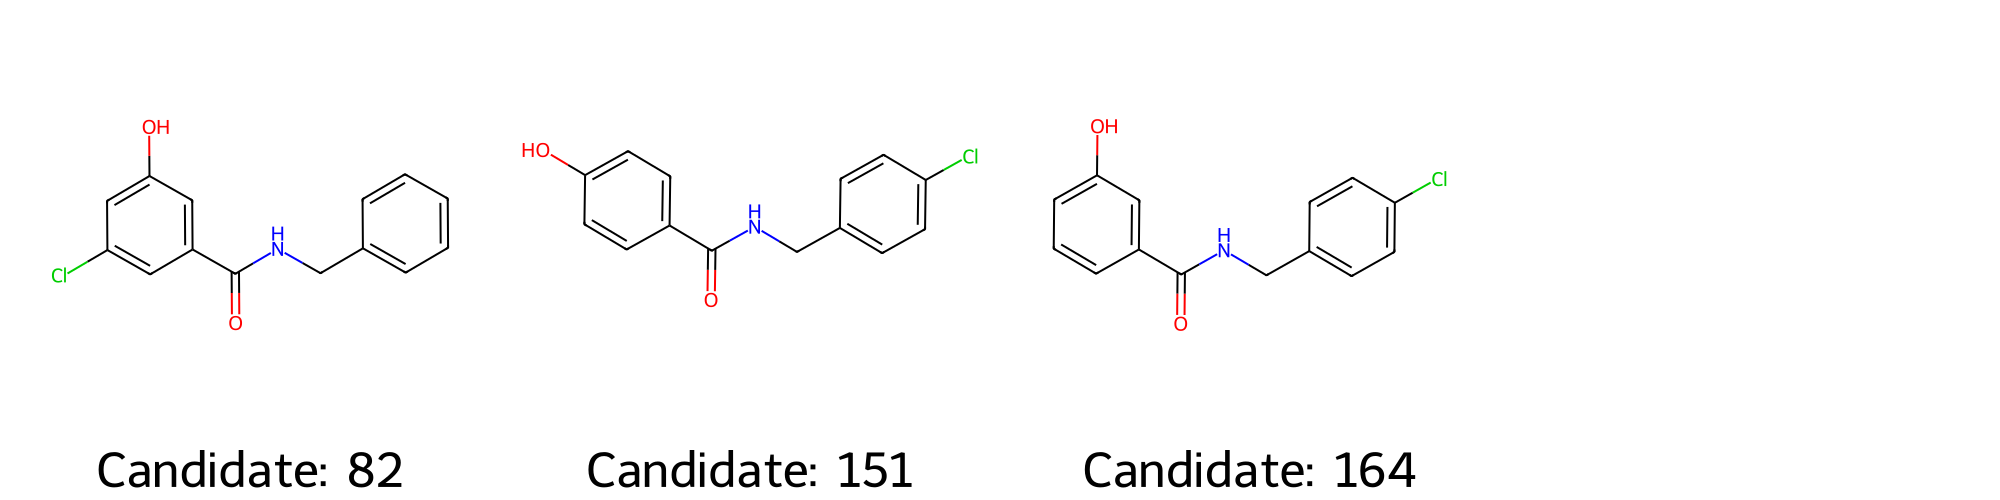 OH
Cl
H
N
O
Candidate: 82
HO
H
N
O
Cl
Candidate: 151
OH
H
N
O
Cl
Candidate: 164